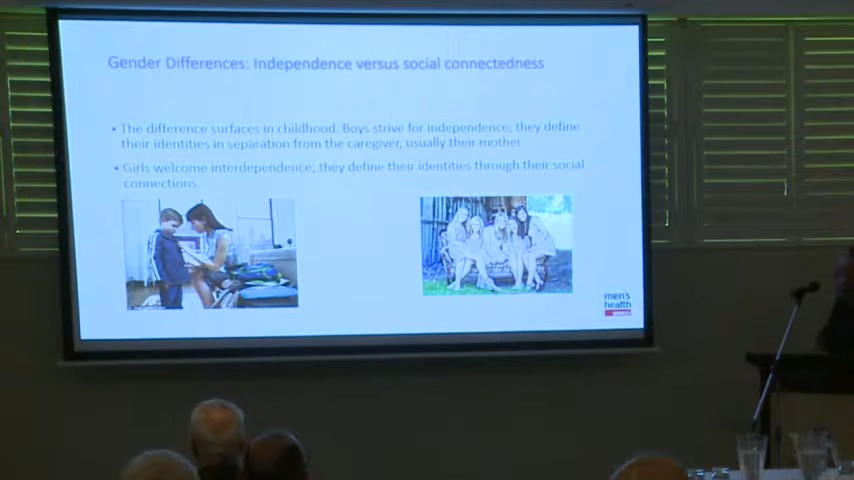 Gender Differences: Independence versus social connectedness
• The difference surfaces in childhood. Boys strive for independence; they define
their identities in separation from the caregiver, usually their mother
• Girls welcome interdependence; they define their identities through their social
connections.
men's
health